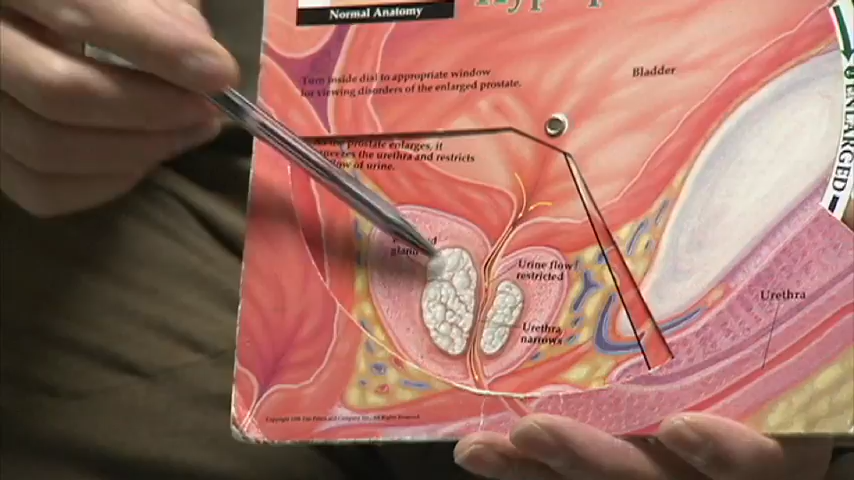 Normal Anatomy
Turn inside dial to appropriate window
for viewing disorders of the enlarged prostate.
Bladder
ENLARGED
prostate enlarges, it
the urethra and restricts
flow of urine.
gland
Urine flow
restricted
Urethra
narrows
Urethra